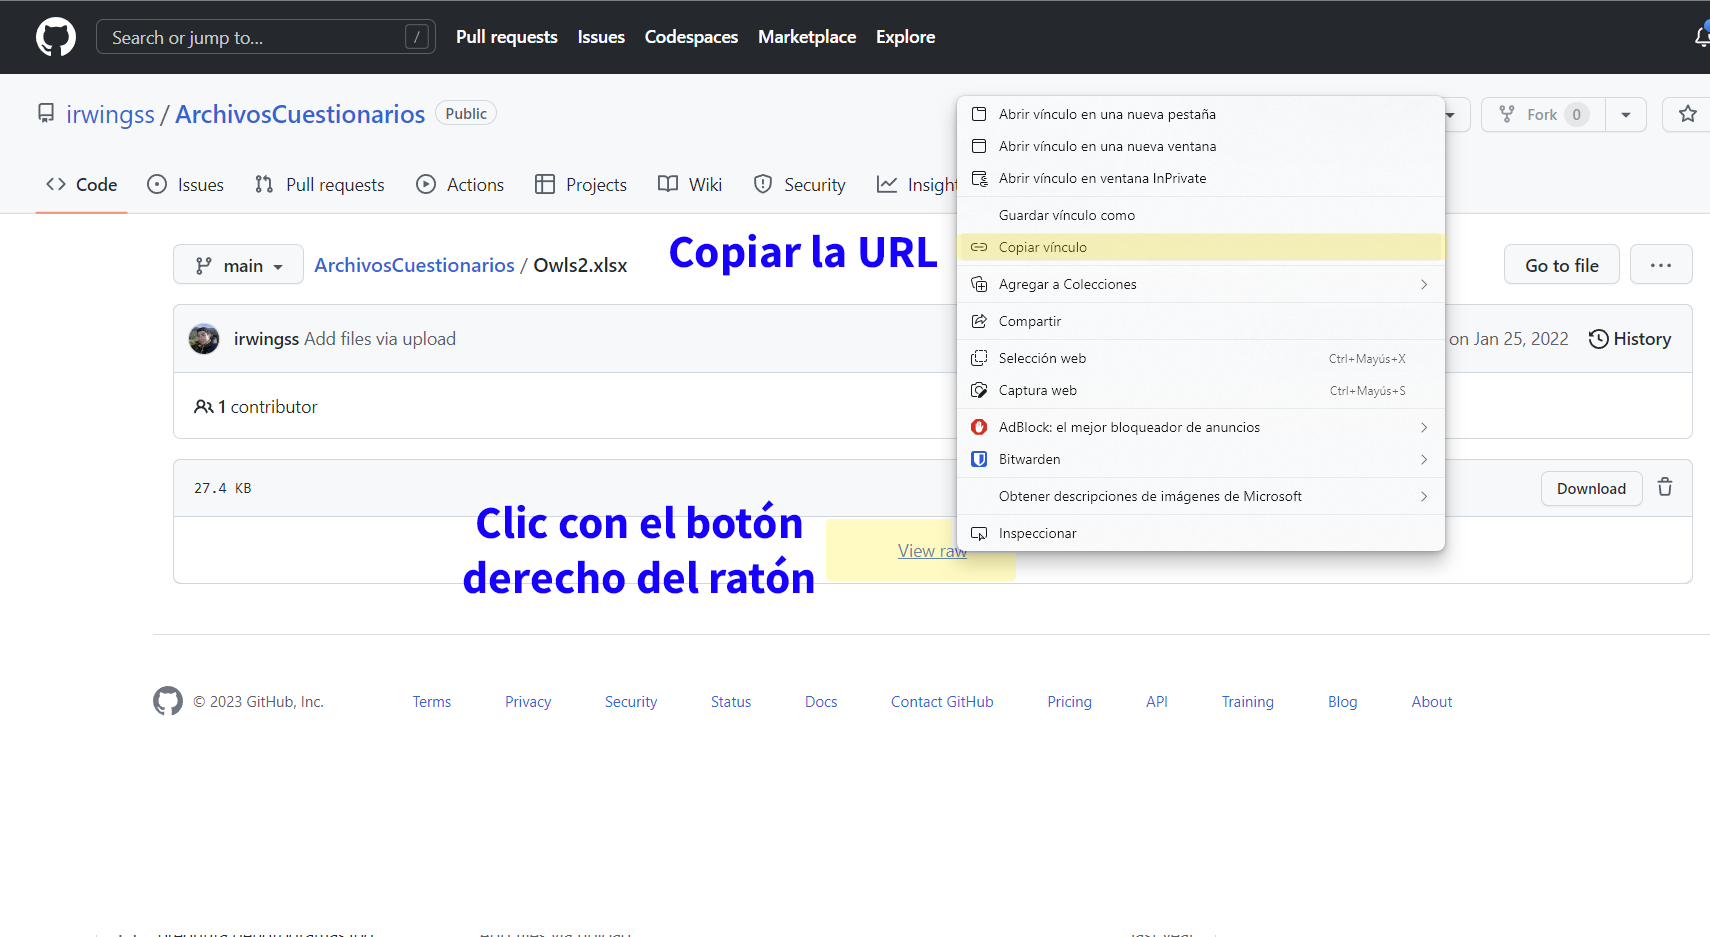 Search or jump to... /
Pull requests Issues Codespaces Marketplace Explore
irwingss / ArchivosCuestionarios Public
Fork 0
Code Issues Pull requests Actions Projects Wiki Security Insight
Abrir vínculo en una nueva pestaña
Abrir vínculo en una nueva ventana
Abrir vínculo en ventana InPrivate
Guardar vínculo como
Copiar vínculo
Agregar a Colecciones
Compartir
Selección web Ctrl+Mayús+X
Captura web Ctrl+Mayús+S
AdBlock: el mejor bloqueador de anuncios
Bitwarden
Obtener descripciones de imágenes de Microsoft
Inspeccionar
Copiar la URL
main ArchivosCuestionarios / Owls2.xlsx
Go to file ...
irwingss Add files via upload
on Jan 25, 2022 History
1 contributor
27.4 KB
Download
Clic con el botón
derecho del ratón
View raw
© 2023 GitHub, Inc. Terms Privacy Security Status Docs Contact GitHub Pricing API Training Blog About